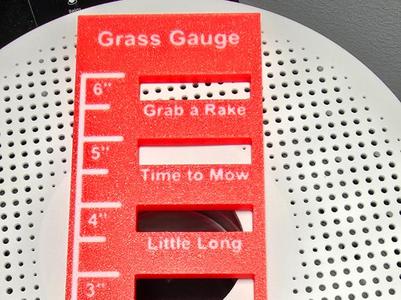 Grass Gauge
6"
Grab a Rake
5"
Time to Mow
4"
Little Long
3"